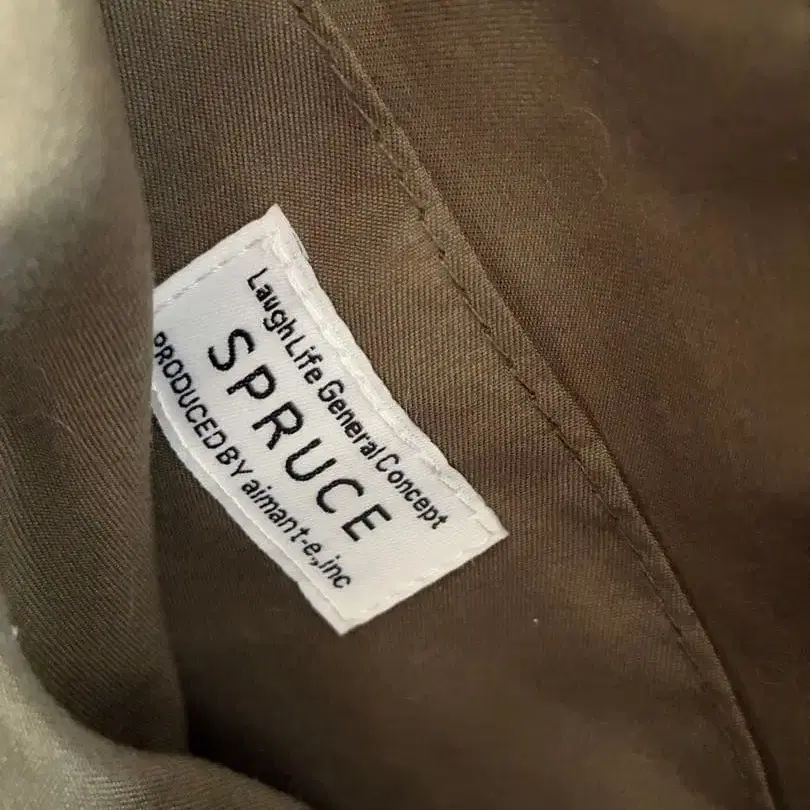 Laugh Life General Concept
SPRUCE
PRODUCED BY aimant-e.,inc